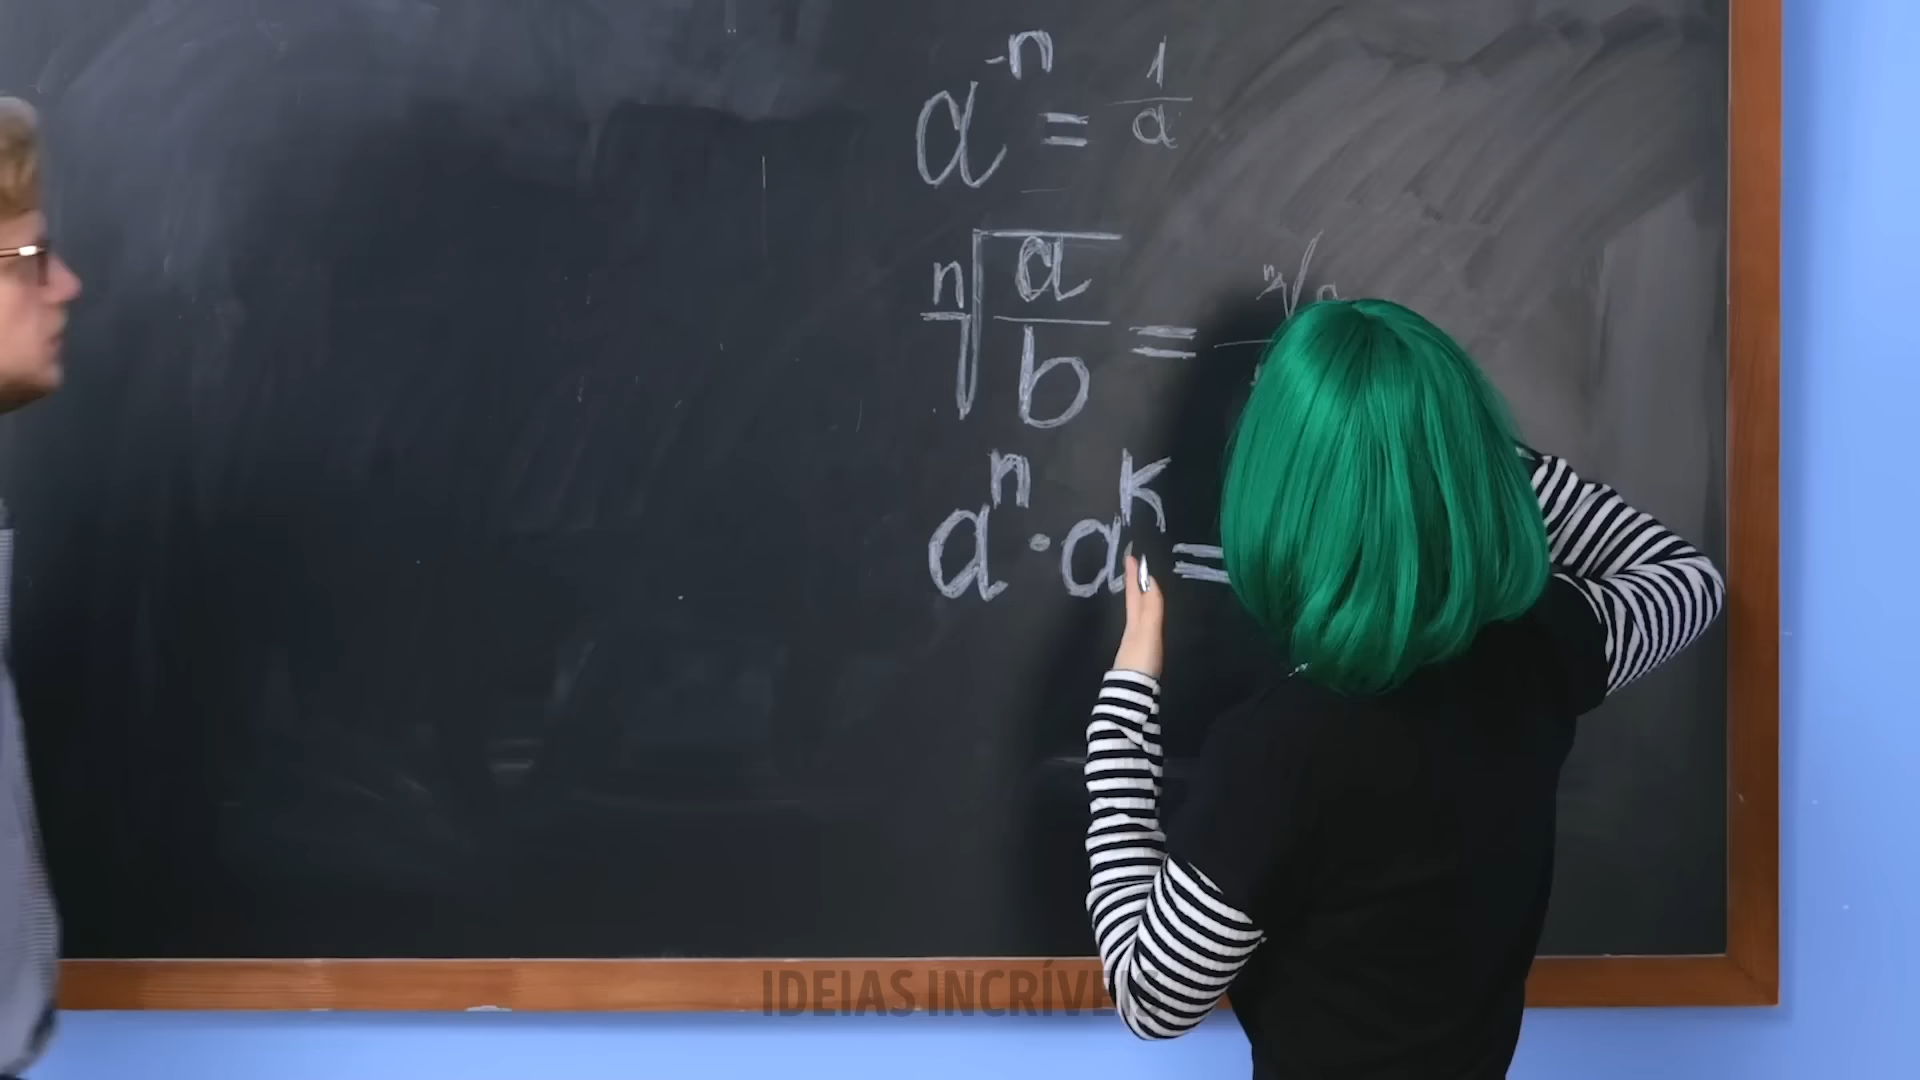 a⁻ⁿ = 1/a
ⁿ√(a/b) = ⁿ√a
aⁿ · aᵏ =
IDEIAS INCRÍVEIS